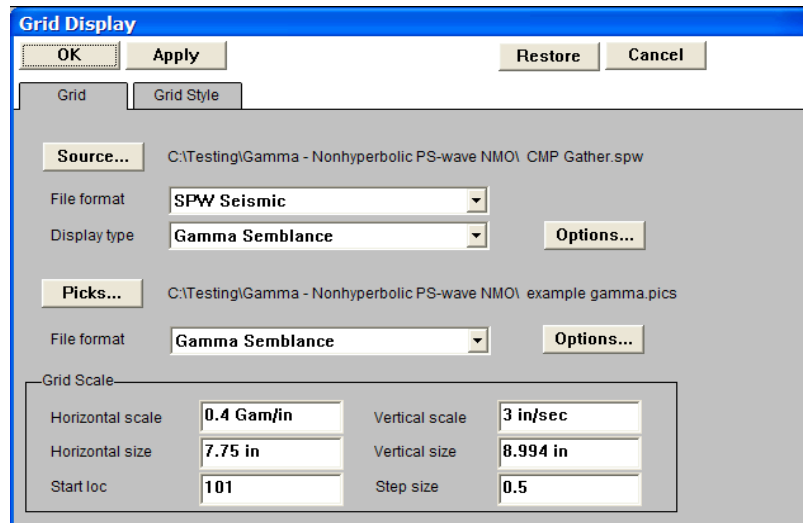 Grid Display
OK Apply Restore Cancel
Grid Grid Style
Source... C:\Testing\Gamma - Nonhyperbolic PS-wave NMO\ CMP Gather.spw
File format SPW Seismic
Display type Gamma Semblance Options...
Picks... C:\Testing\Gamma - Nonhyperbolic PS-wave NMO\ example gamma.pics
File format Gamma Semblance Options...
Grid Scale
Horizontal scale 0.4 Gam/in Vertical scale 3 in/sec
Horizontal size 7.75 in Vertical size 8.994 in
Start loc 101 Step size 0.5